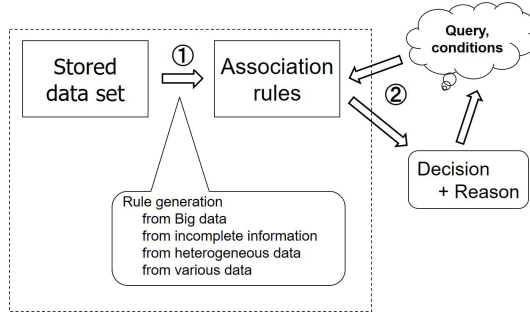 Stored
data set
①
Association
rules
Query,
conditions
②
Decision
+ Reason
Rule generation
from Big data
from incomplete information
from heterogeneous data
from various data